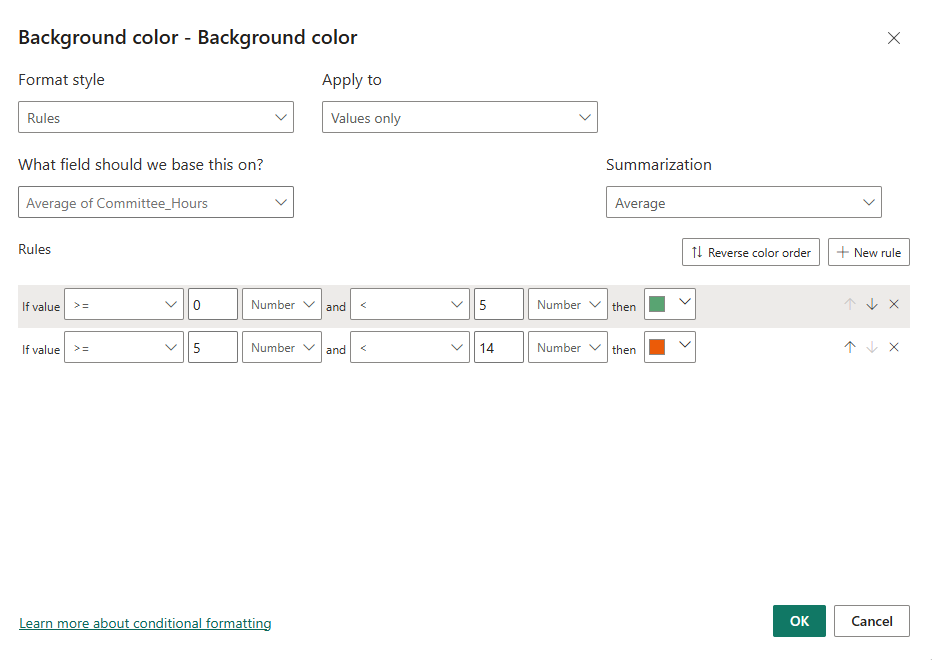 Background color - Background color
Format style Apply to
Rules Values only
What field should we base this on? Summarization
Average of Committee_Hours Average
Rules Reverse color order New rule
If value >= 0 Number and < 5 Number then
If value >= 5 Number and < 14 Number then
Learn more about conditional formatting OK Cancel